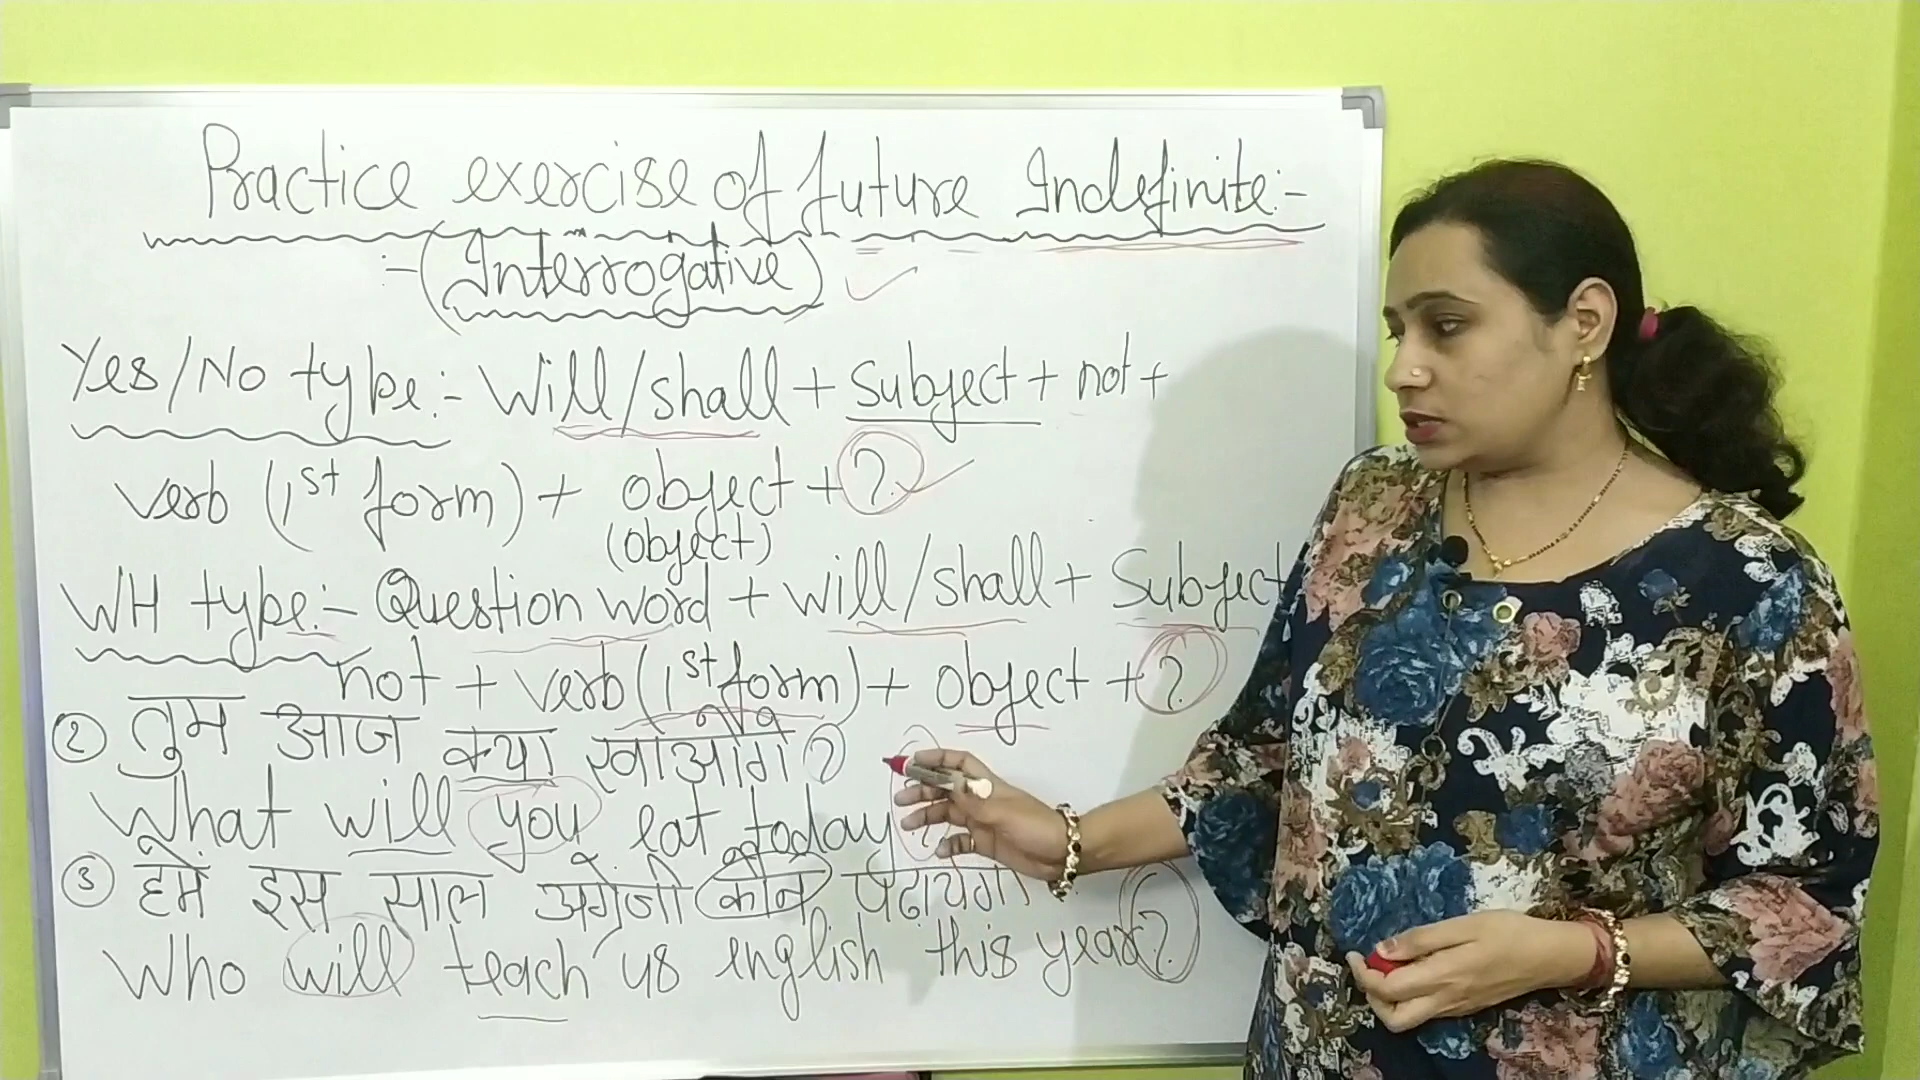 Practice exercise of future Indefinite:-
:-(Interrogative)
Yes/No type:- Will/shall + Subject + not +
verb (1st form) + object + ?
(object)
WH type:- Question word + will/shall + Subject
not + verb (1st form) + object + ?
② तुम आज क्या खाओगे ?
What will you eat today ?
③ हमें इस साल अंग्रेजी कौन पढ़ायेगा
Who will teach us english this year?